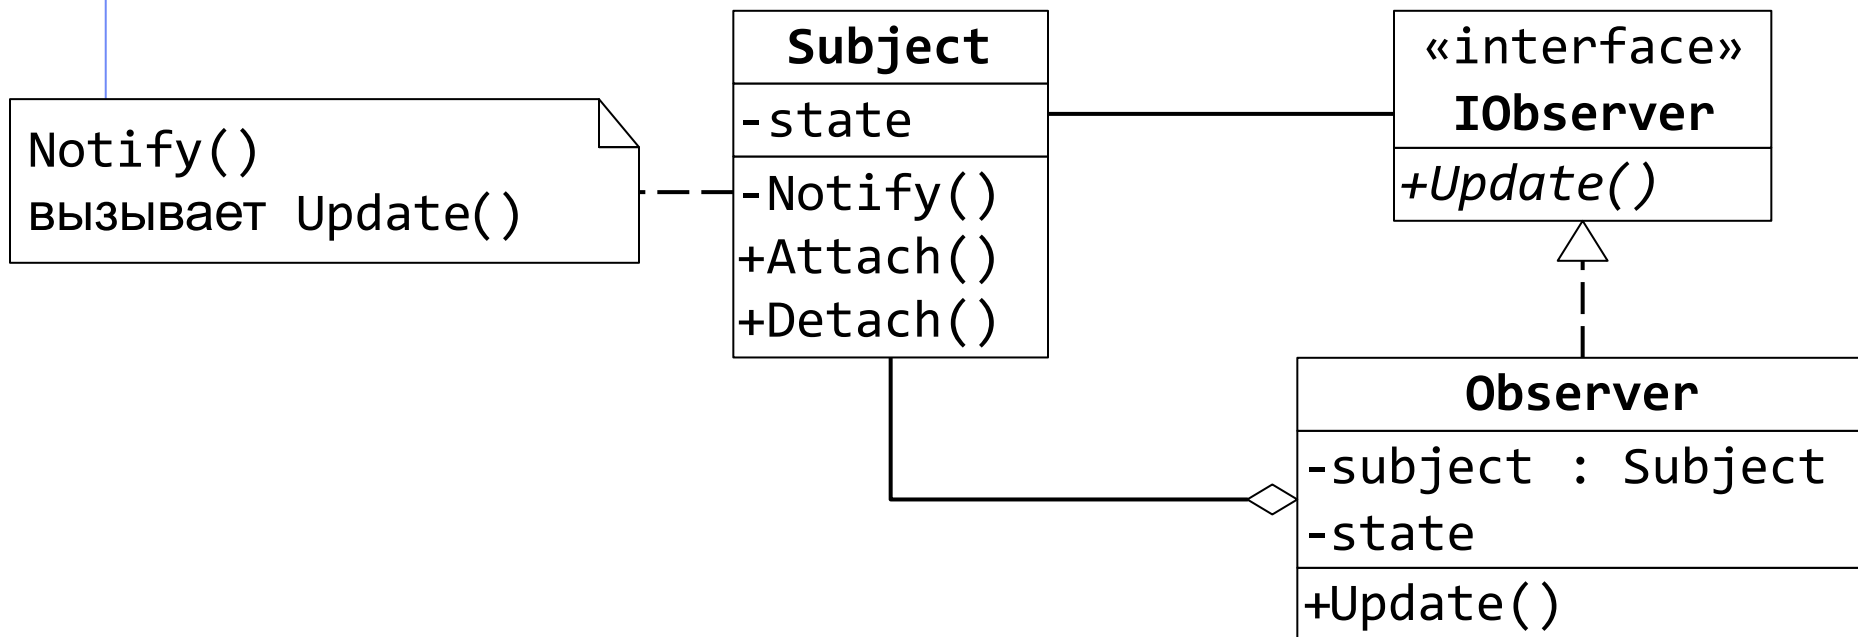 Notify()
вызывает Update()
Subject
-state
-Notify()
+Attach()
+Detach()
«interface»
IObserver
+Update()
Observer
-subject : Subject
-state
+Update()